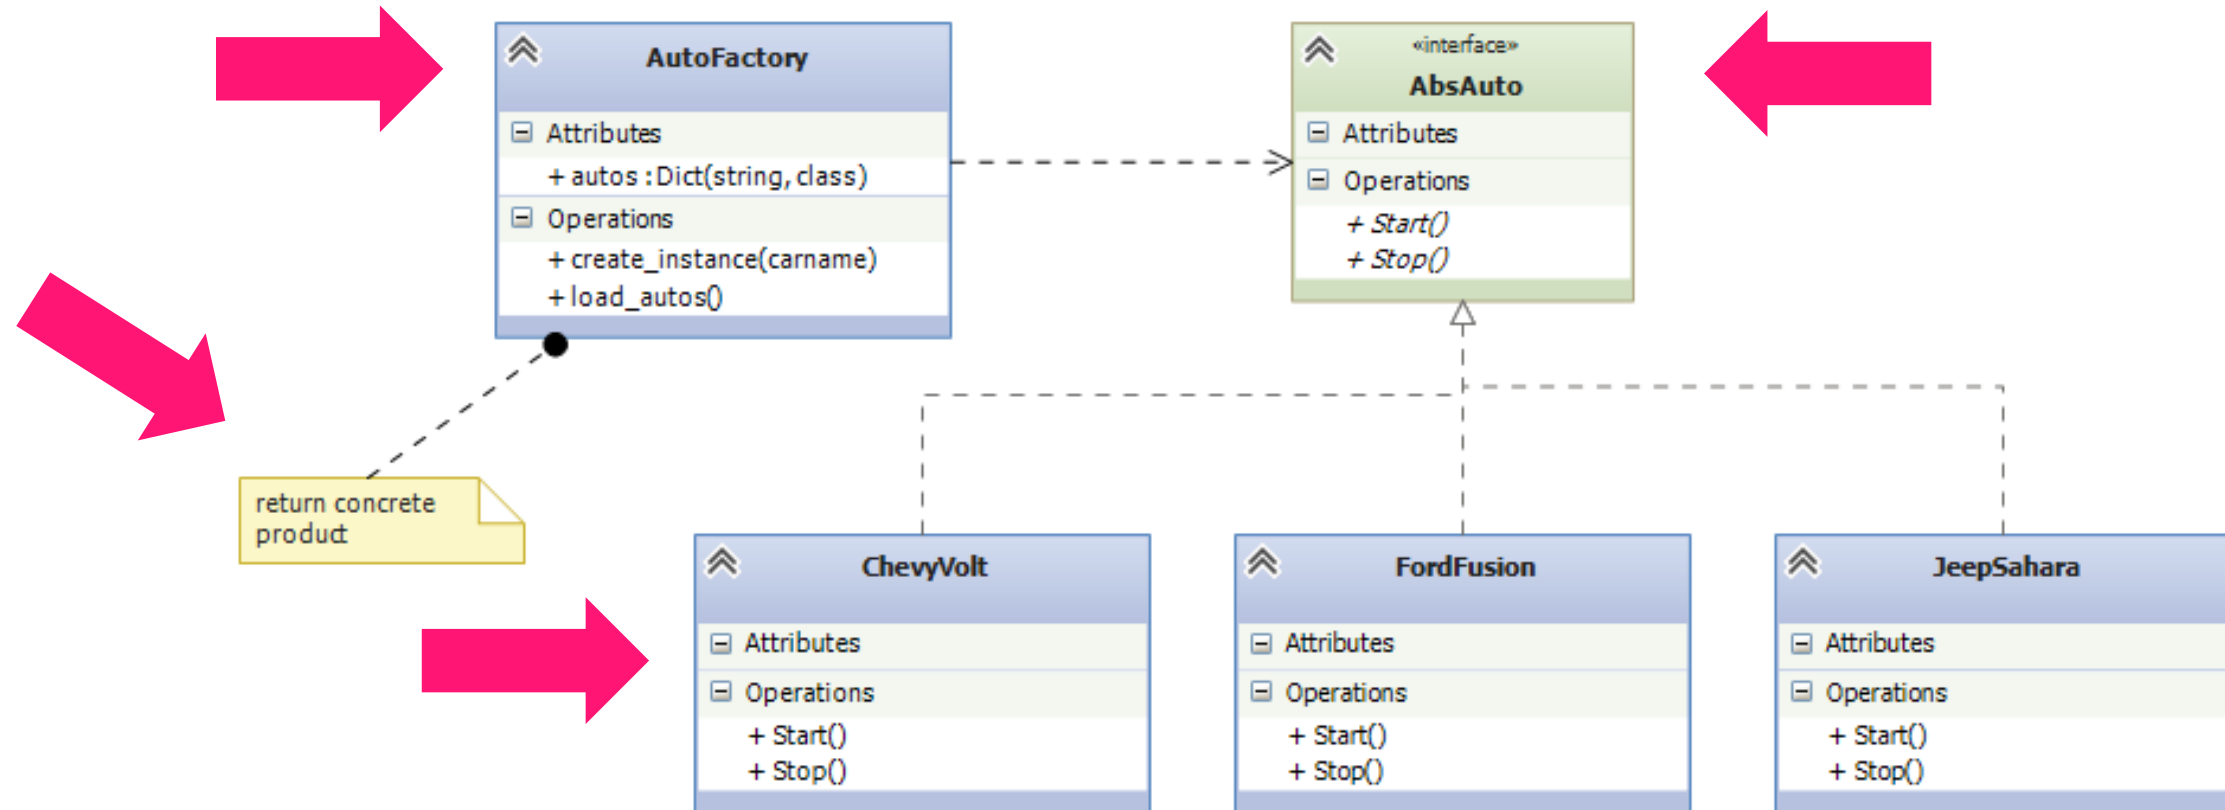 AutoFactory
Attributes
+ autos : Dict(string, class)
Operations
+ create_instance(carname)
+ load_autos()
«interface»
AbsAuto
Attributes
Operations
+ Start()
+ Stop()
return concrete
product
ChevyVolt
Attributes
Operations
+ Start()
+ Stop()
FordFusion
Attributes
Operations
+ Start()
+ Stop()
JeepSahara
Attributes
Operations
+ Start()
+ Stop()